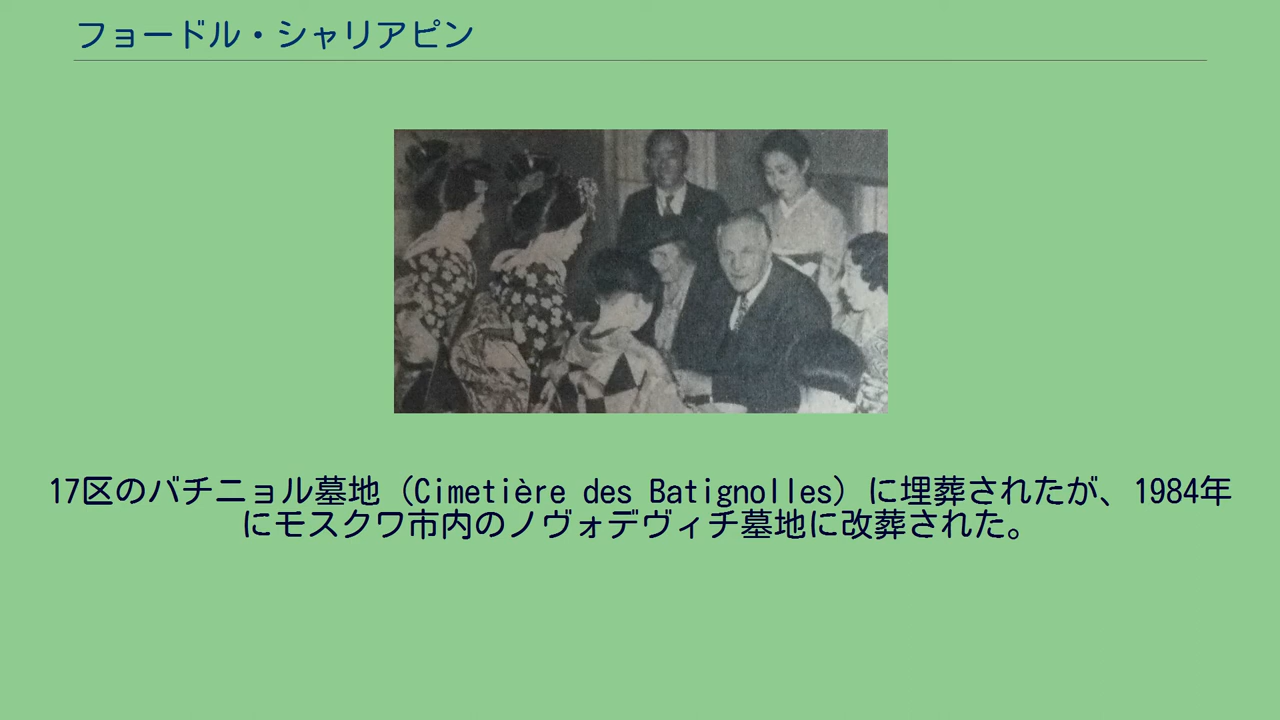 フョードル・シャリアピン
17区のバチニョル墓地（Cimetière des Batignolles）に埋葬されたが、1984年
にモスクワ市内のノヴォデヴィチ墓地に改葬された。